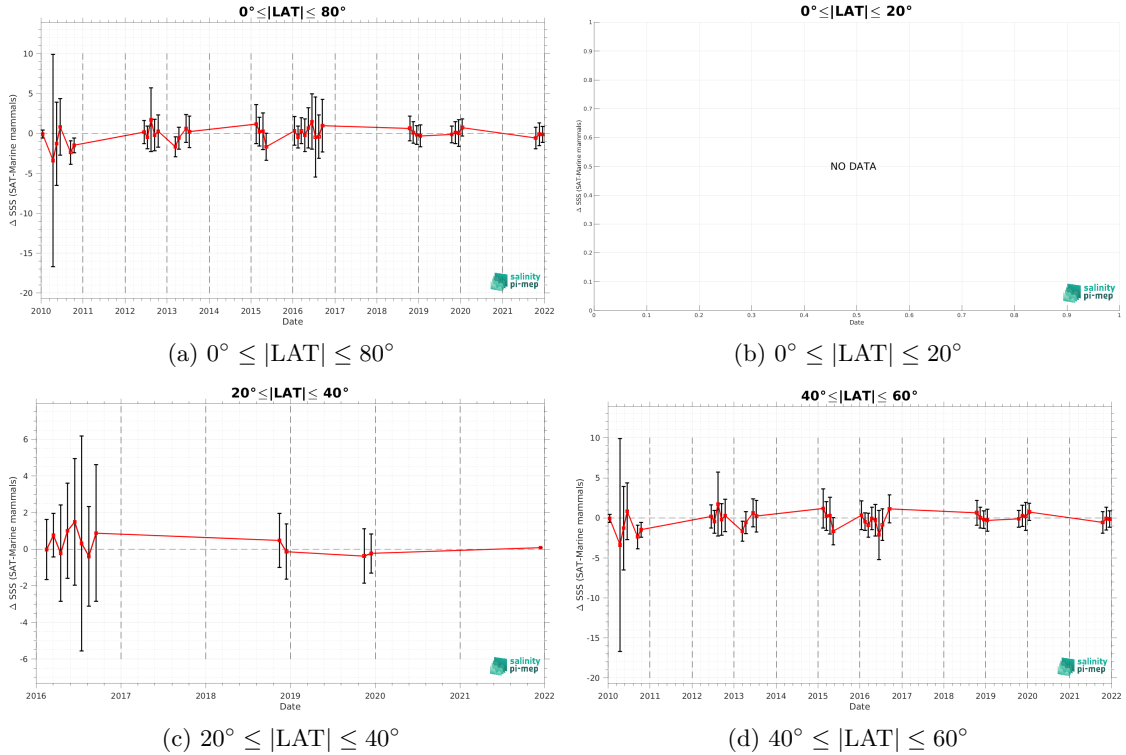 0°≤|LAT|≤ 80°
Δ SSS (SAT-Marine mammals)
10
5
0
-5
-10
-15
-20
salinity
pi-mep
2010 2011 2012 2013 2014 2015 2016 2017 2018 2019 2020 2021 2022
Date
(a) 0° ≤ |LAT| ≤ 80°
0°≤|LAT|≤ 20°
Δ SSS (SAT-Marine mammals)
1
0.9
0.8
0.7
0.6
0.5
0.4
0.3
0.2
0.1
0
NO DATA
salinity
pi-mep
0 0.1 0.2 0.3 0.4 0.5 0.6 0.7 0.8 0.9 1
Date
(b) 0° ≤ |LAT| ≤ 20°
20°≤|LAT|≤ 40°
Δ SSS (SAT-Marine mammals)
6
4
2
0
-2
-4
-6
salinity
pi-mep
2016 2017 2018 2019 2020 2021 2022
Date
(c) 20° ≤ |LAT| ≤ 40°
40°≤|LAT|≤ 60°
Δ SSS (SAT-Marine mammals)
10
5
0
-5
-10
-15
-20
salinity
pi-mep
2010 2011 2012 2013 2014 2015 2016 2017 2018 2019 2020 2021 2022
Date
(d) 40° ≤ |LAT| ≤ 60°